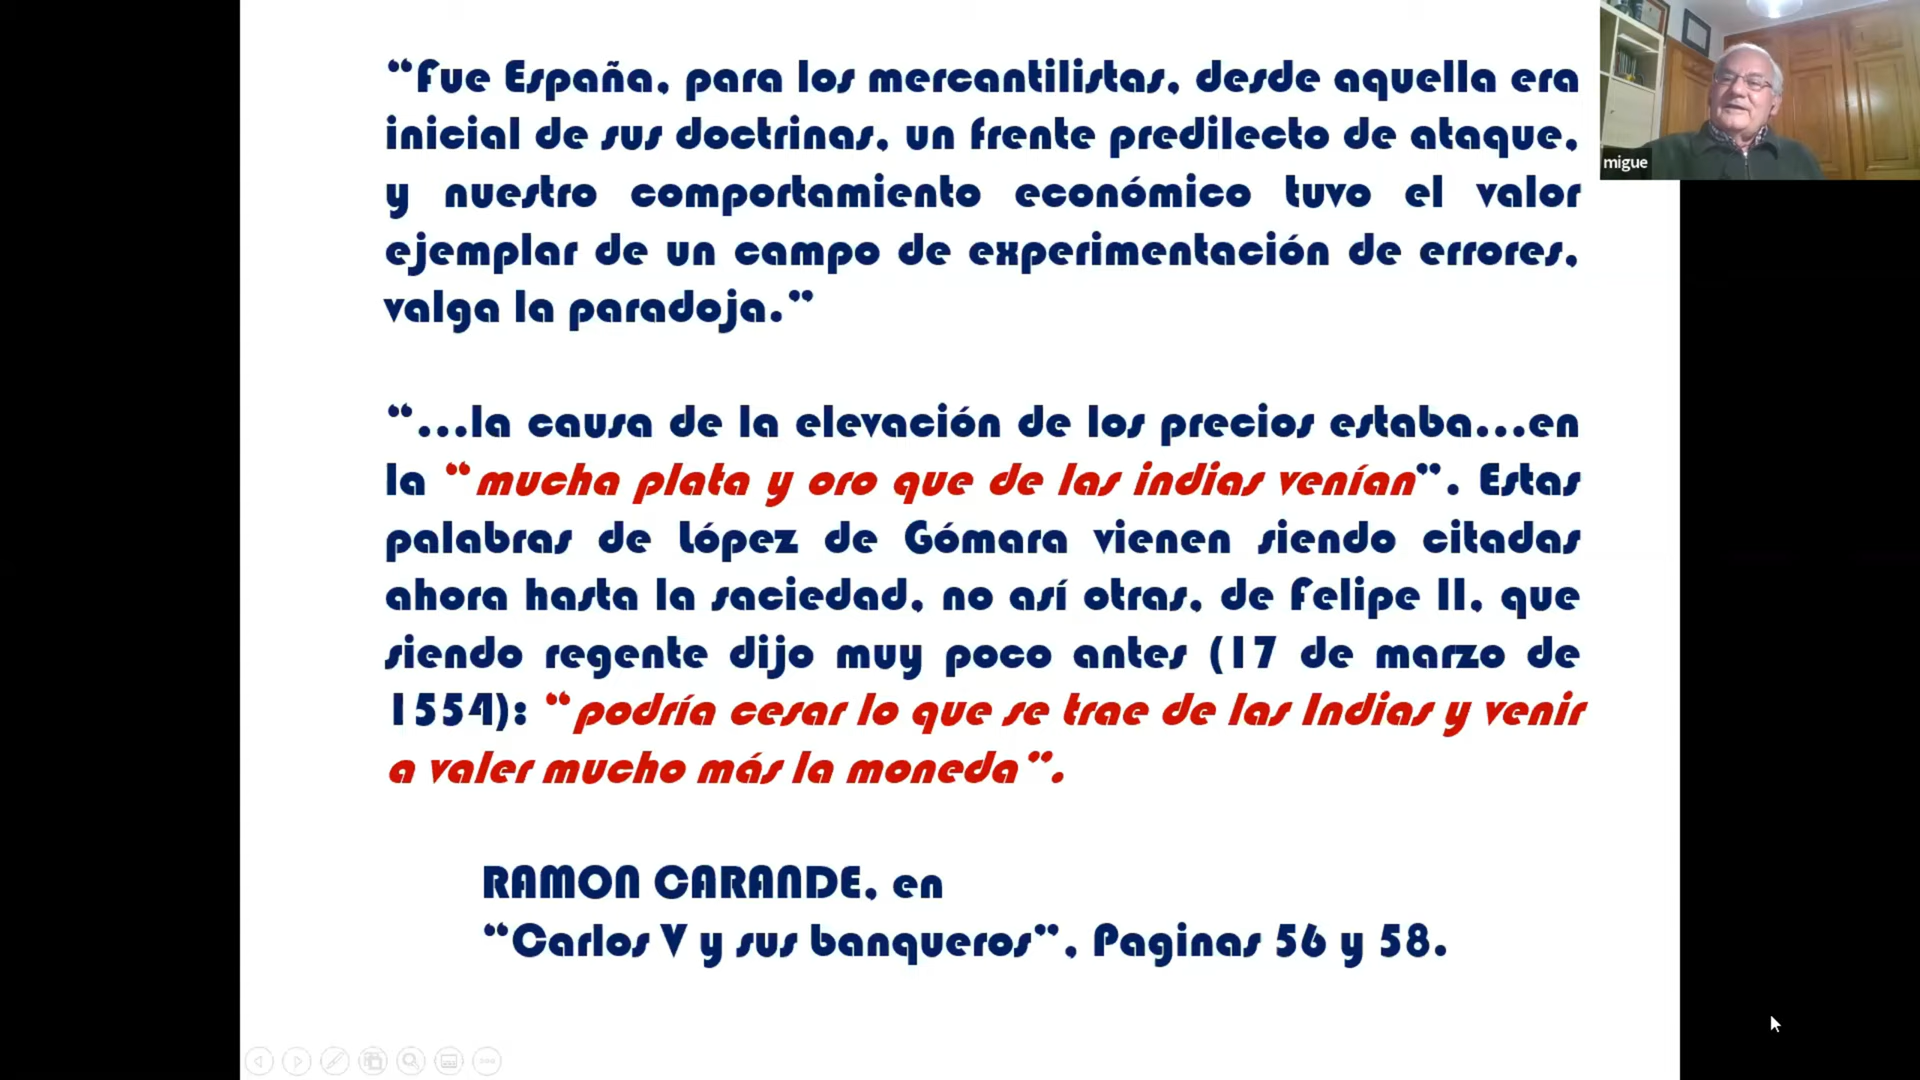 “Fue España, para los mercantilistas, desde aquella era
inicial de sus doctrinas, un frente predilecto de ataque,
y nuestro comportamiento económico tuvo el valor
ejemplar de un campo de experimentación de errores,
valga la paradoja.”
“...la causa de la elevación de los precios estaba...en
la “mucha plata y oro que de las indias venían”. Estas
palabras de López de Gómara vienen siendo citadas
ahora hasta la saciedad, no así otras, de Felipe II, que
siendo regente dijo muy poco antes (17 de marzo de
1554): “podría cesar lo que se trae de las Indias y venir
a valer mucho más la moneda”.
RAMON CARANDE, en
“Carlos V y sus banqueros”, Paginas 56 y 58.
migue